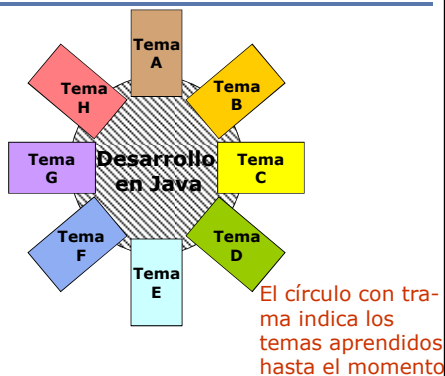 Tema
A
Tema
B
Tema
C
Tema
D
Tema
E
Tema
F
Tema
G
Tema
H
Desarrollo
en Java
El círculo con tra-
ma indica los
temas aprendidos
hasta el momento